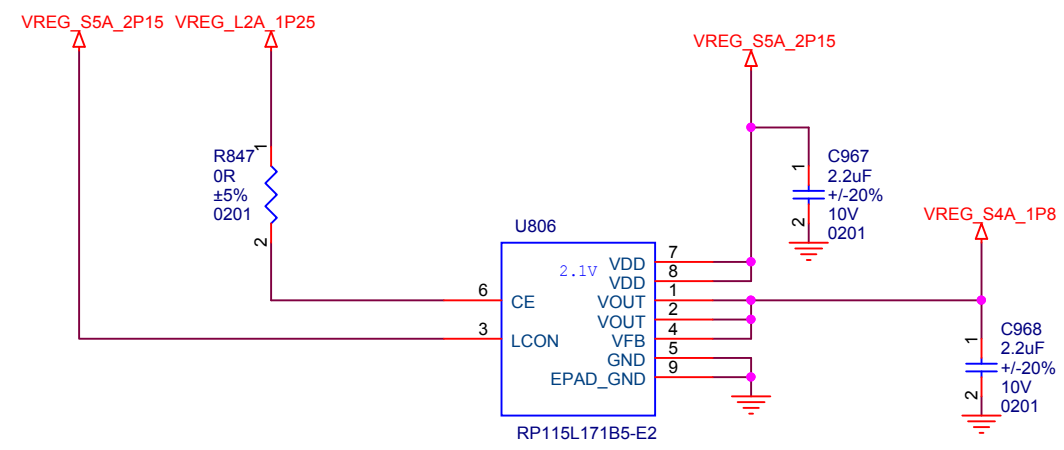 VREG_S5A_2P15 VREG_L2A_1P25
VREG_S5A_2P15
R847
0R
±5%
0201
1
2
C967
2.2uF
+/-20%
10V
0201
1
2
VREG_S4A_1P8
U806
2.1V
6 CE
3 LCON
VDD 7
VDD 8
VOUT 1
VOUT 2
VFB 4
GND 5
EPAD_GND 9
RP115L171B5-E2
C968
2.2uF
+/-20%
10V
0201
1
2